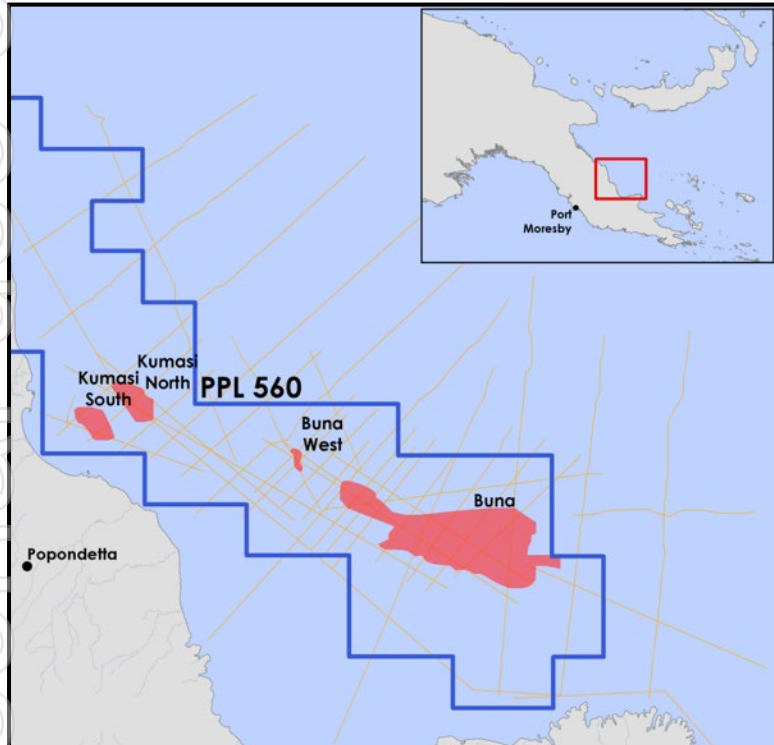 Port
Moresby
Kumasi
North
Kumasi
South
PPL 560
Buna
West
Buna
Popondetta